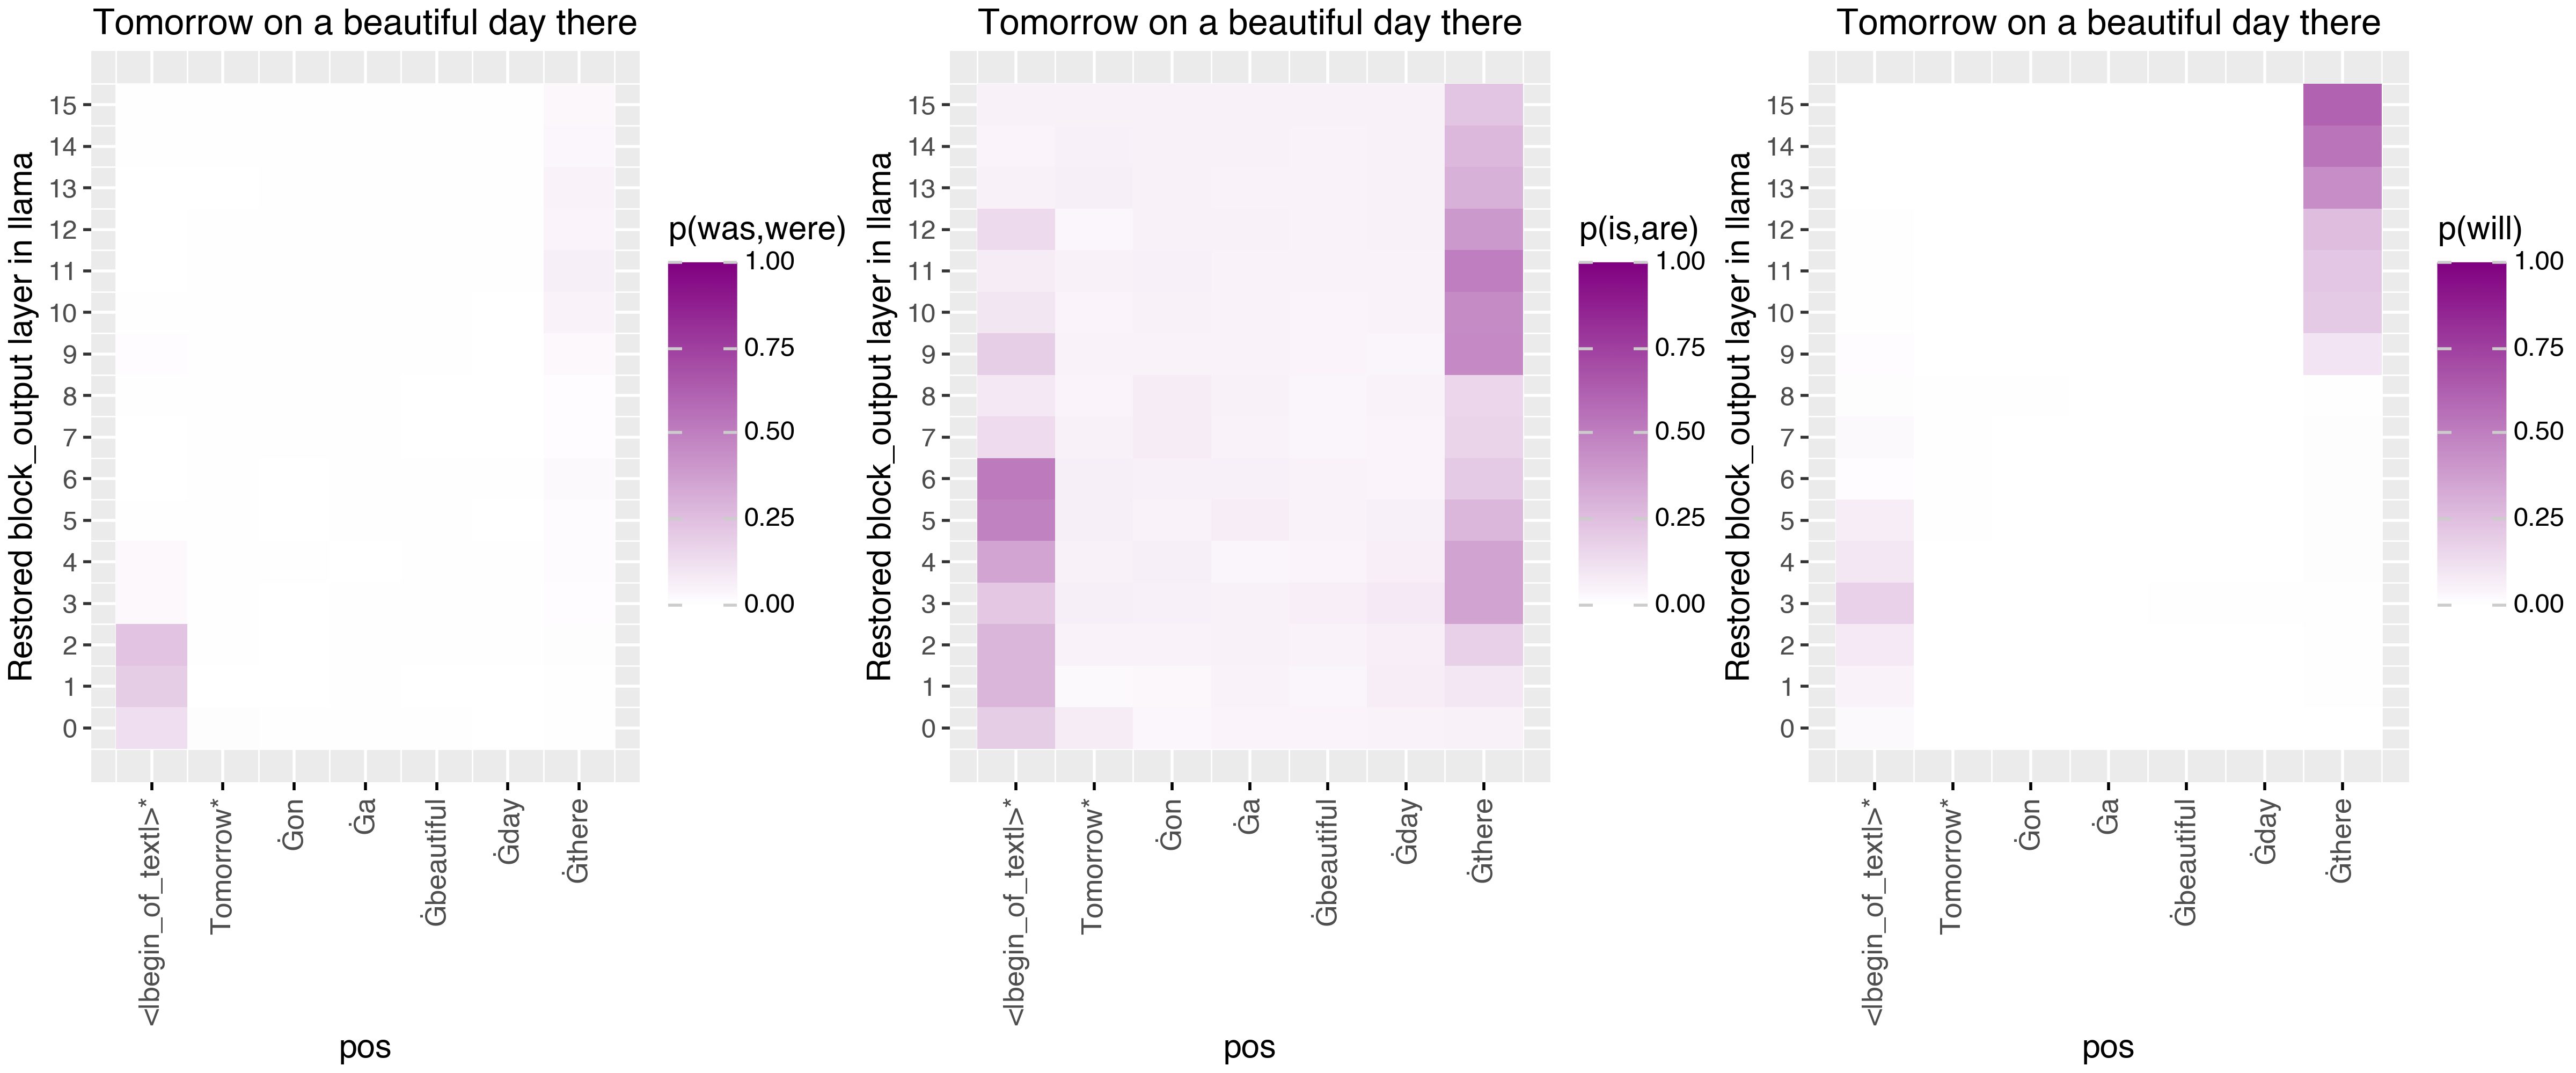 Tomorrow on a beautiful day there
Restored block_output layer in llama
15
14
13
12
11
10
9
8
7
6
5
4
3
2
1
0
<|begin_of_text|>*
Tomorrow*
Ġon
Ġa
Ġbeautiful
Ġday
Ġthere
pos
p(was,were)
1.00
0.75
0.50
0.25
0.00
Tomorrow on a beautiful day there
Restored block_output layer in llama
15
14
13
12
11
10
9
8
7
6
5
4
3
2
1
0
<|begin_of_text|>*
Tomorrow*
Ġon
Ġa
Ġbeautiful
Ġday
Ġthere
pos
p(is,are)
1.00
0.75
0.50
0.25
0.00
Tomorrow on a beautiful day there
Restored block_output layer in llama
15
14
13
12
11
10
9
8
7
6
5
4
3
2
1
0
<|begin_of_text|>*
Tomorrow*
Ġon
Ġa
Ġbeautiful
Ġday
Ġthere
pos
p(will)
1.00
0.75
0.50
0.25
0.00